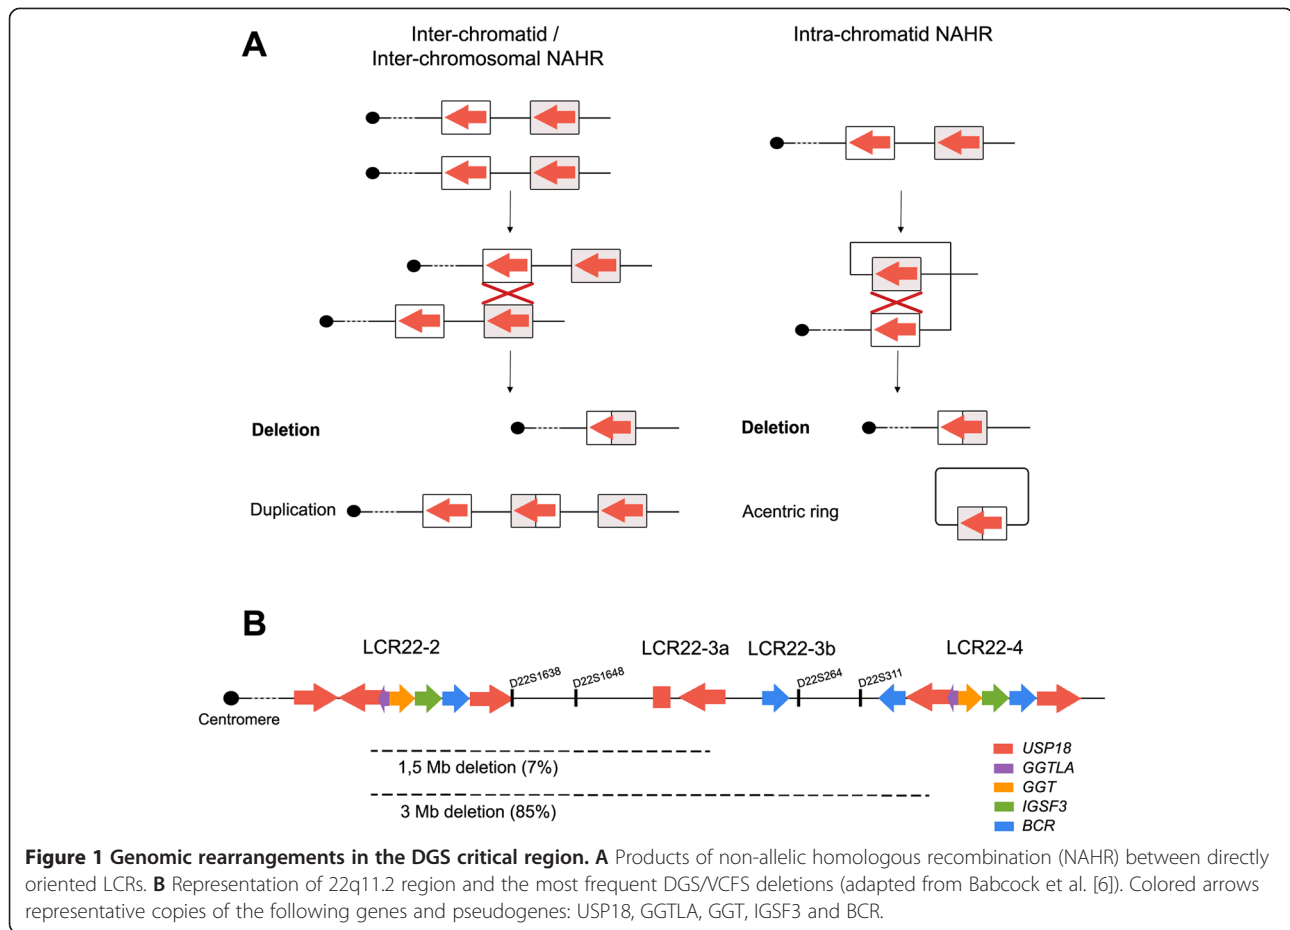 A
Inter-chromatid /
Inter-chromosomal NAHR
Intra-chromatid NAHR
Deletion
Deletion
Duplication
Acentric ring
B
LCR22-2
LCR22-3a
LCR22-3b
LCR22-4
D22S1638
D22S1648
D22S264
D22S311
Centromere
1,5 Mb deletion (7%)
3 Mb deletion (85%)
USP18
GGTLA
GGT
IGSF3
BCR
Figure 1 Genomic rearrangements in the DGS critical region. A Products of non-allelic homologous recombination (NAHR) between directly
oriented LCRs. B Representation of 22q11.2 region and the most frequent DGS/VCFS deletions (adapted from Babcock et al. [6]). Colored arrows
representative copies of the following genes and pseudogenes: USP18, GGTLA, GGT, IGSF3 and BCR.